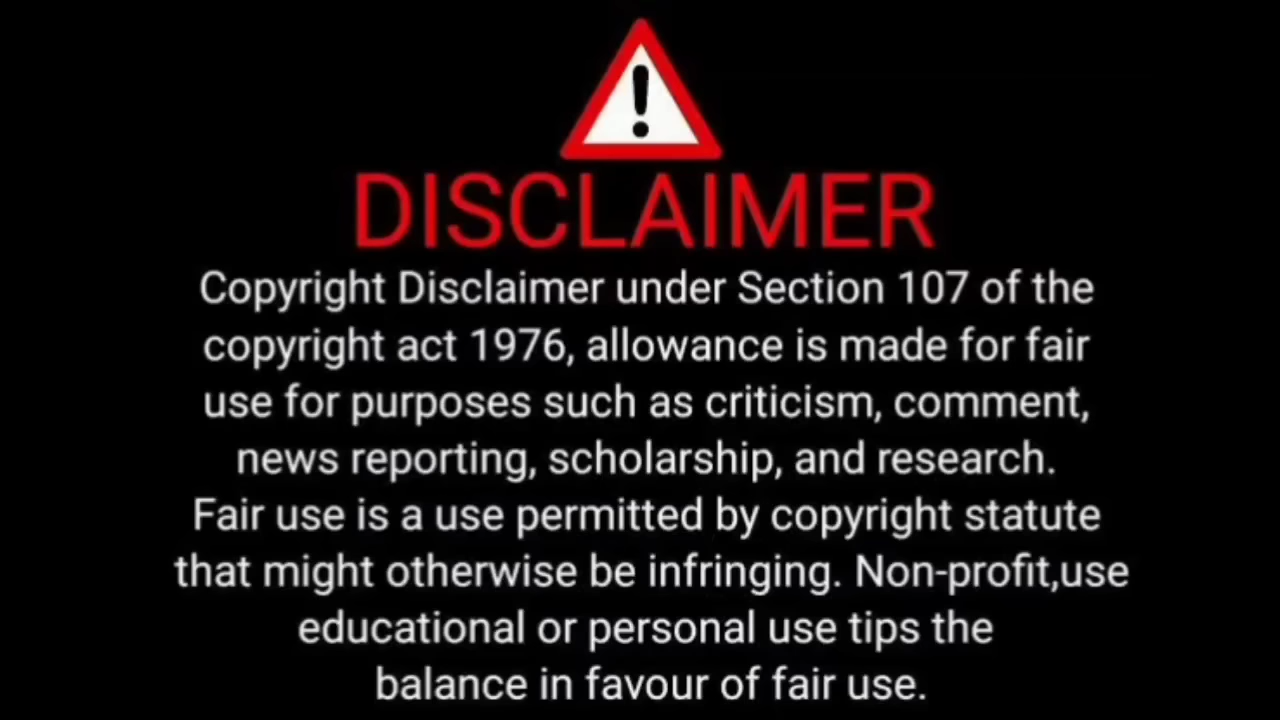 DISCLAIMER
Copyright Disclaimer under Section 107 of the
copyright act 1976, allowance is made for fair
use for purposes such as criticism, comment,
news reporting, scholarship, and research.
Fair use is a use permitted by copyright statute
that might otherwise be infringing. Non-profit,use
educational or personal use tips the
balance in favour of fair use.